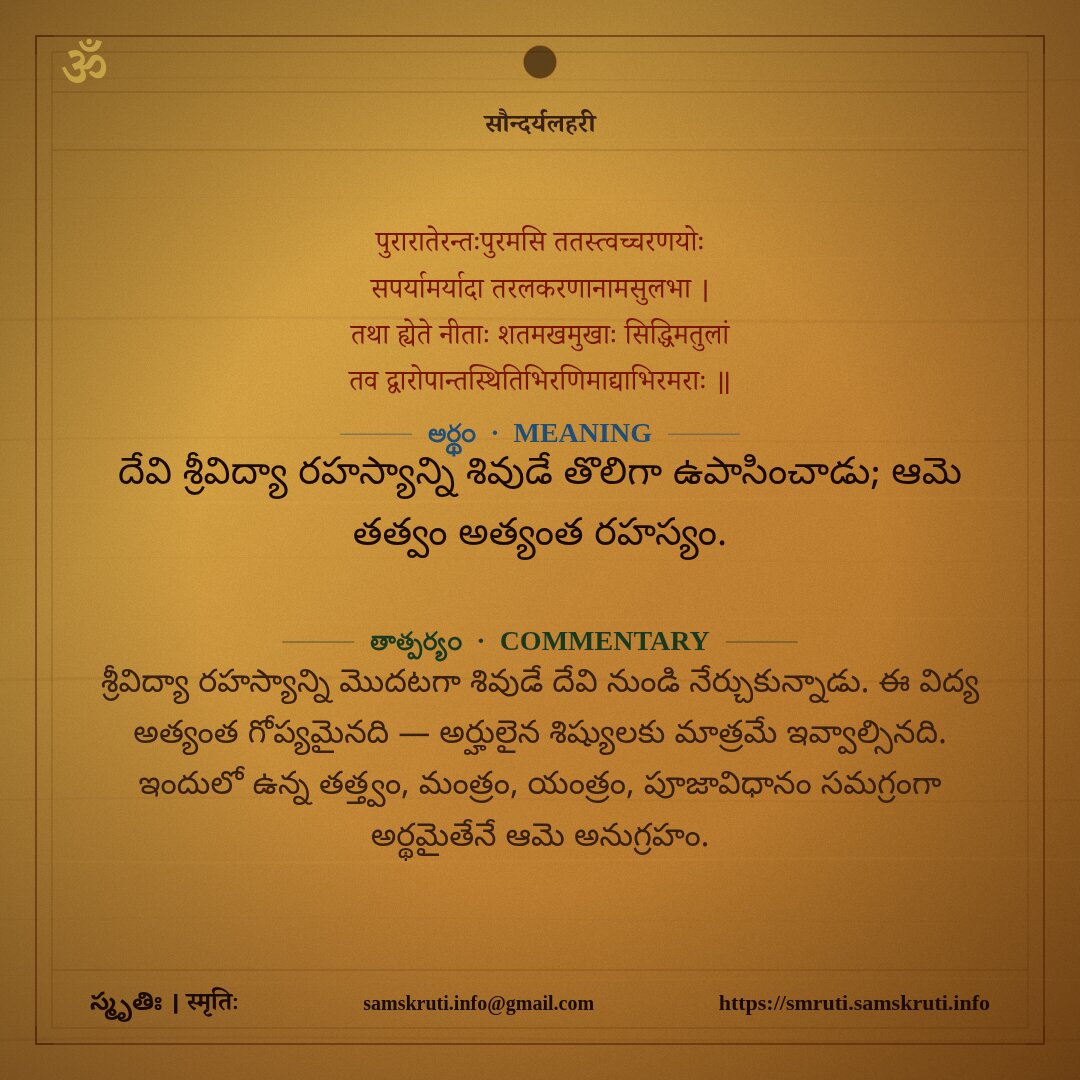 ॐ
सौन्दर्यलहरी
पुरारातेरन्तःपुरमसि ततस्त्वच्चरणयोः
सपर्यामर्यादा तरलकरणानामसुलभा |
तथा ह्येते नीताः शतमखमुखाः सिद्धिमतुलां
तव द्वारोपान्तस्थितिभिरणिमाद्याभिरमराः ॥
అర్థం · MEANING
దేవి శ్రీవిద్యా రహస్యాన్ని శివుడే తొలిగా ఉపాసించాడు; ఆమె
తత్వం అత్యంత రహస్యం.
తాత్పర్యం · COMMENTARY
శ్రీవిద్యా రహస్యాన్ని మొదటగా శివుడే దేవి నుండి నేర్చుకున్నాడు. ఈ విద్య
అత్యంత గోప్యమైనది — అర్హులైన శిష్యులకు మాత్రమే ఇవ్వాల్సినది.
ఇందులో ఉన్న తత్త్వం, మంత్రం, యంత్రం, పూజావిధానం సమగ్రంగా
అర్థమైతేనే ఆమె అనుగ్రహం.
స్మృతిః | स्मृतिः samskruti.info@gmail.com https://smruti.samskruti.info